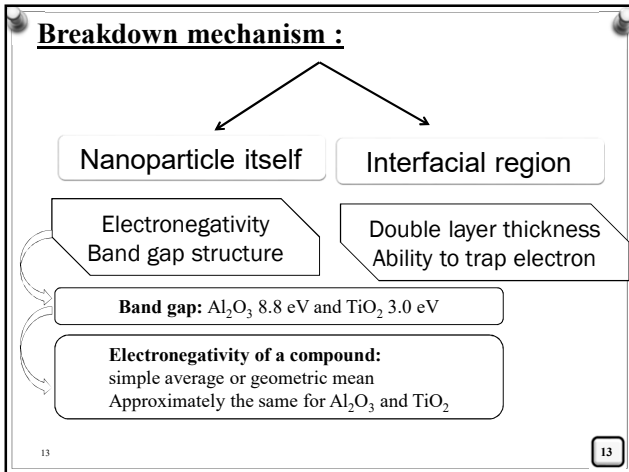 Breakdown mechanism :
Nanoparticle itself
Interfacial region
Electronegativity
Band gap structure
Double layer thickness
Ability to trap electron
Band gap: Al₂O₃ 8.8 eV and TiO₂ 3.0 eV
Electronegativity of a compound:
simple average or geometric mean
Approximately the same for Al₂O₃ and TiO₂
13
13